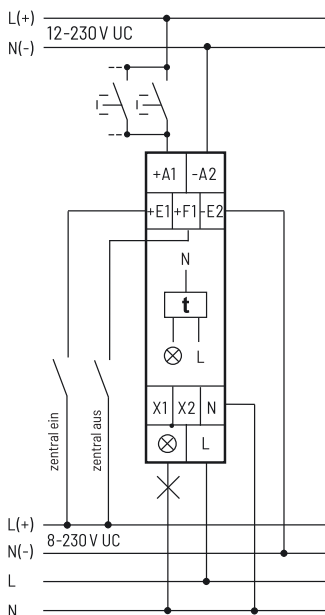 L(+)
12-230 V UC
N(-)
+A1 -A2
+E1 +F1 -E2
N
t
L
zentral ein
zentral aus
X1 X2 N
L
L(+)
8-230 V UC
N(-)
L
N